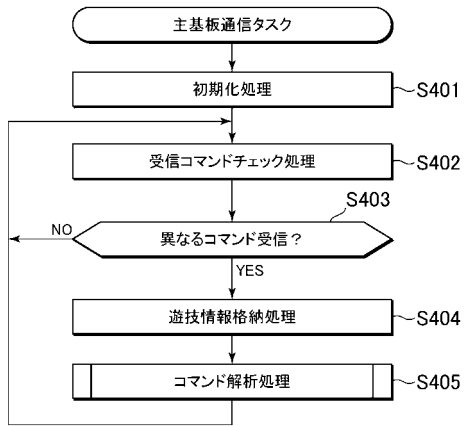 主基板通信タスク
初期化処理
S401
受信コマンドチェック処理
S402
S403
異なるコマンド受信？
NO
YES
遊技情報格納処理
S404
コマンド解析処理
S405